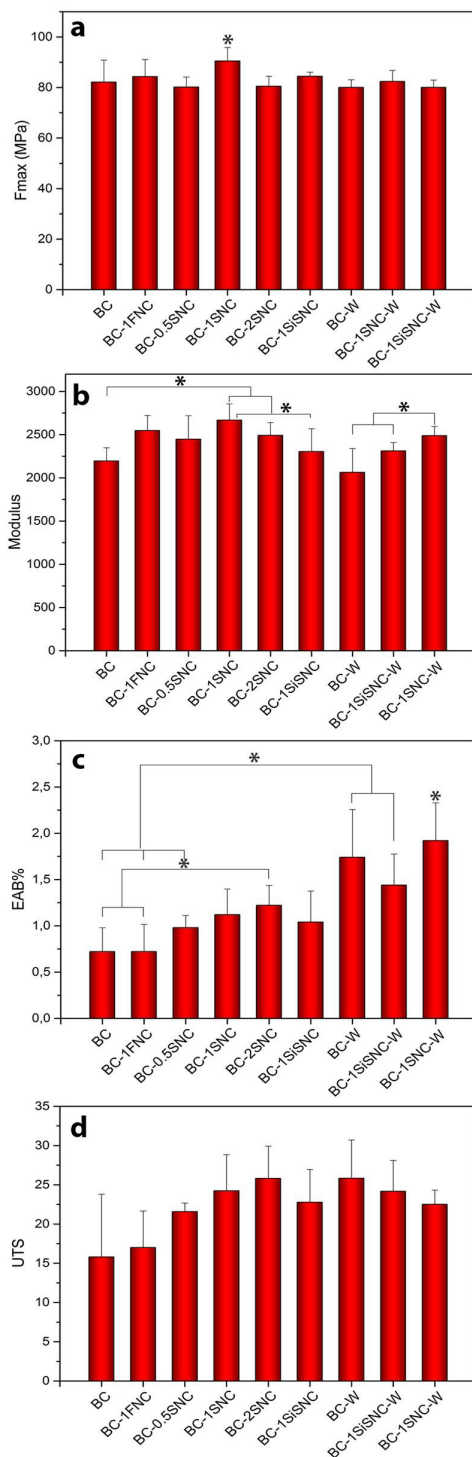 a
*
100
80
60
40
20
0
Fmax (MPa)
BC
BC-1FNC
BC-0.5SNC
BC-1SNC
BC-2SNC
BC-1SiSNC
BC-W
BC-1SNC-W
BC-1SiSNC-W
b
*
*
*
3000
2500
2000
1500
1000
500
0
Modulus
BC
BC-1FNC
BC-0.5SNC
BC-1SNC
BC-2SNC
BC-1SiSNC
BC-W
BC-1SiSNC-W
BC-1SNC-W
c
*
*
*
3,0
2,5
2,0
1,5
1,0
0,5
0,0
EAB%
BC
BC-1FNC
BC-0.5SNC
BC-1SNC
BC-2SNC
BC-1SiSNC
BC-W
BC-1SiSNC-W
BC-1SNC-W
d
35
30
25
20
15
10
5
0
UTS
BC
BC-1FNC
BC-0.5SNC
BC-1SNC
BC-2SNC
BC-1SiSNC
BC-W
BC-1SiSNC-W
BC-1SNC-W